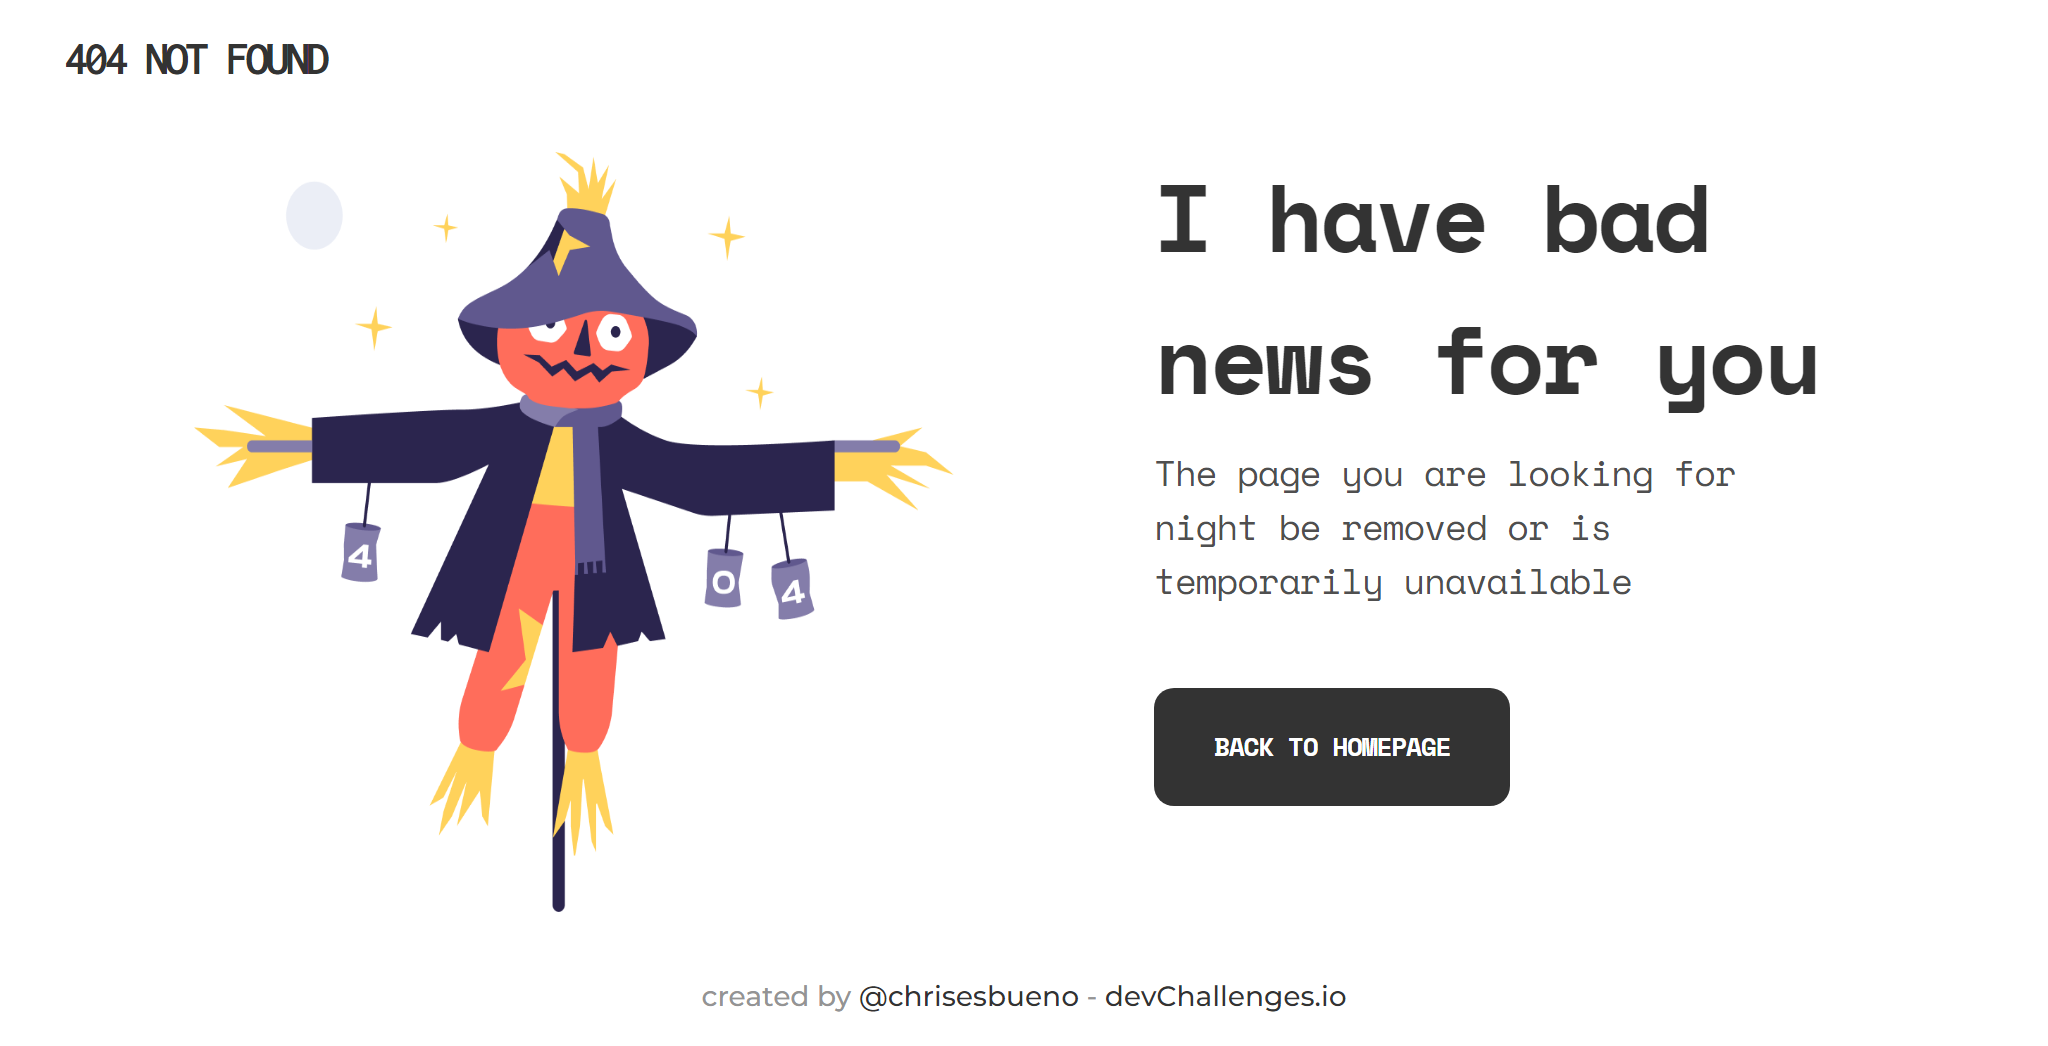 404 NOT FOUND
I have bad
news for you
The page you are looking for
night be removed or is
temporarily unavailable
BACK TO HOMEPAGE
4
0
4
created by @chrisesbueno - devChallenges.io